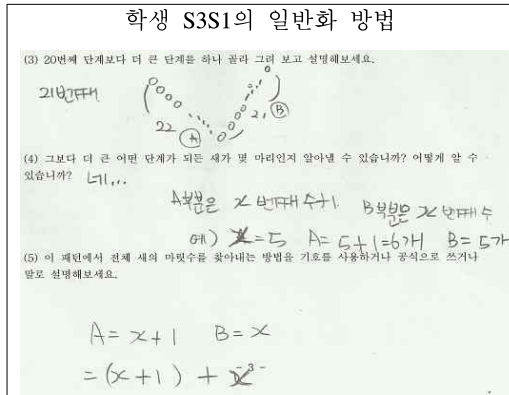 학생 S3S1의 일반화 방법
(3) 20번째 단계보다 더 큰 단계를 하나 골라 그려 보고 설명해보세요.
21번째
22 A 21 B
(4) 그보다 더 큰 어떤 단계가 되든 새가 몇 마리인지 알아낼 수 있습니까? 어떻게 알 수
있습니까? 네...
A부분은 x 번째 수+1. B부분은 x 번째 수
예) x=5 A=5+1=6개 B=5개
(5) 이 패턴에서 전체 새의 마릿수를 찾아내는 방법을 기호를 사용하거나 공식으로 쓰거나
말로 설명해보세요.
A=x+1 B=x
=(x+1)+x
- 3 -